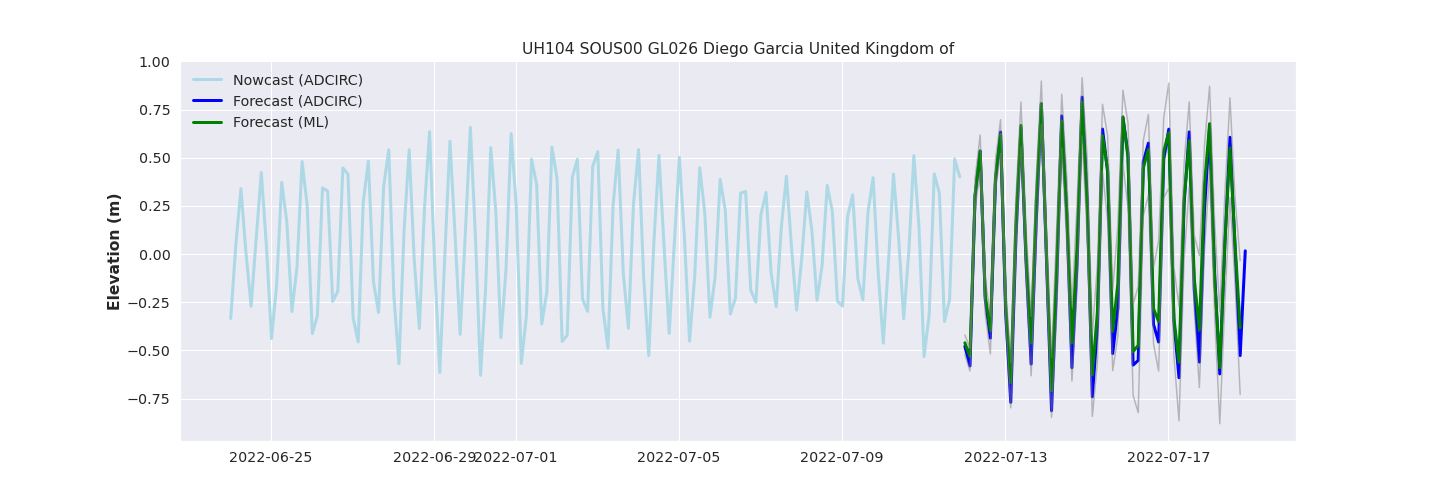 UH104 SOUS00 GL026 Diego Garcia United Kingdom of
Nowcast (ADCIRC)
Forecast (ADCIRC)
Forecast (ML)
Elevation (m)
1.00
0.75
0.50
0.25
0.00
−0.25
−0.50
−0.75
2022-06-25 2022-06-29 2022-07-01 2022-07-05 2022-07-09 2022-07-13 2022-07-17